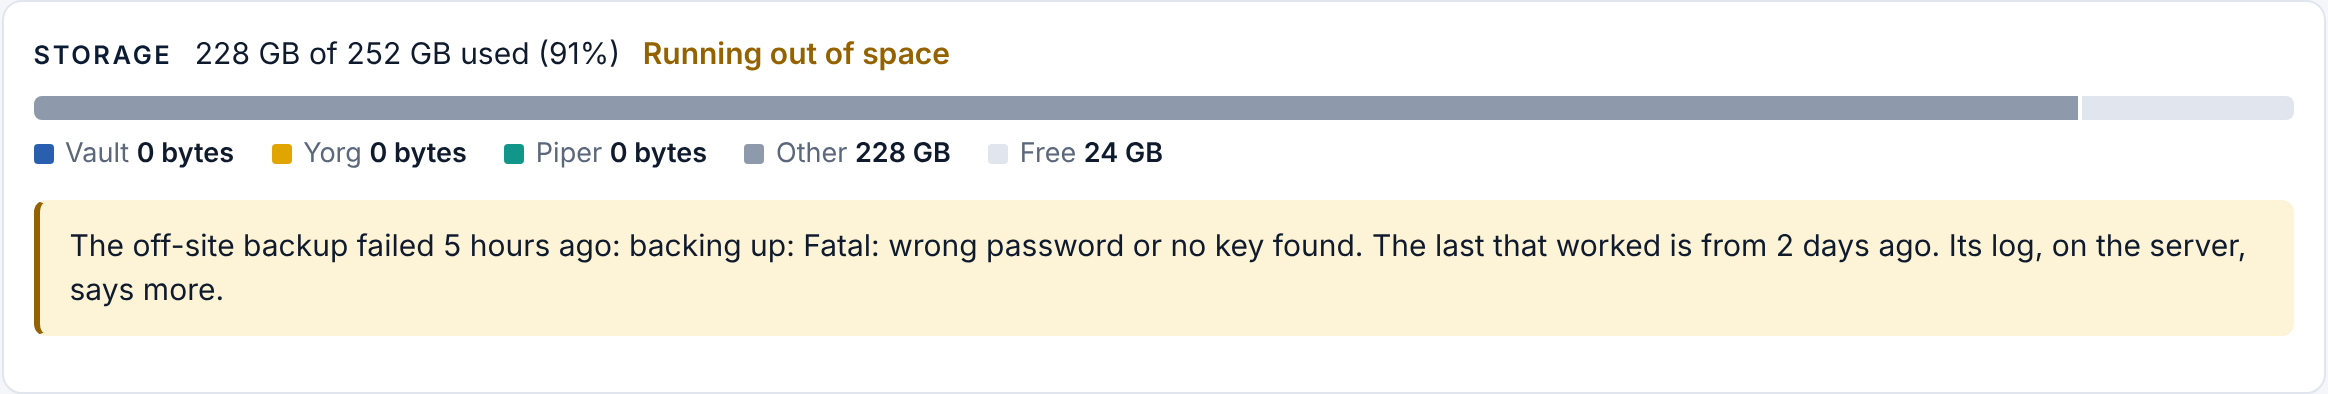 STORAGE 228 GB of 252 GB used (91%) Running out of space
Vault 0 bytes Yorg 0 bytes Piper 0 bytes Other 228 GB Free 24 GB
The off-site backup failed 5 hours ago: backing up: Fatal: wrong password or no key found. The last that worked is from 2 days ago. Its log, on the server,
says more.